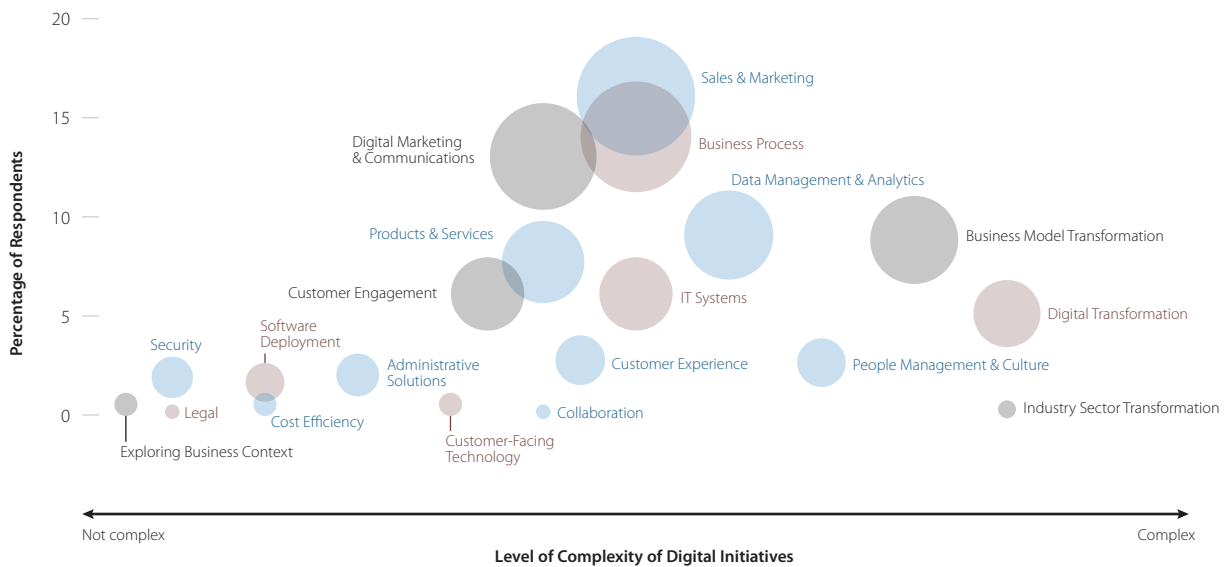 20
Sales & Marketing
15
Digital Marketing
& Communications
Business Process
Data Management & Analytics
10
Products & Services
Business Model Transformation
Customer Engagement
IT Systems
5
Digital Transformation
Software
Deployment
Security
Administrative
Solutions
Customer Experience
People Management & Culture
0
Legal
Cost Efficiency
Collaboration
Industry Sector Transformation
Customer-Facing
Technology
Exploring Business Context
Percentage of Respondents
Not complex
Complex
Level of Complexity of Digital Initiatives